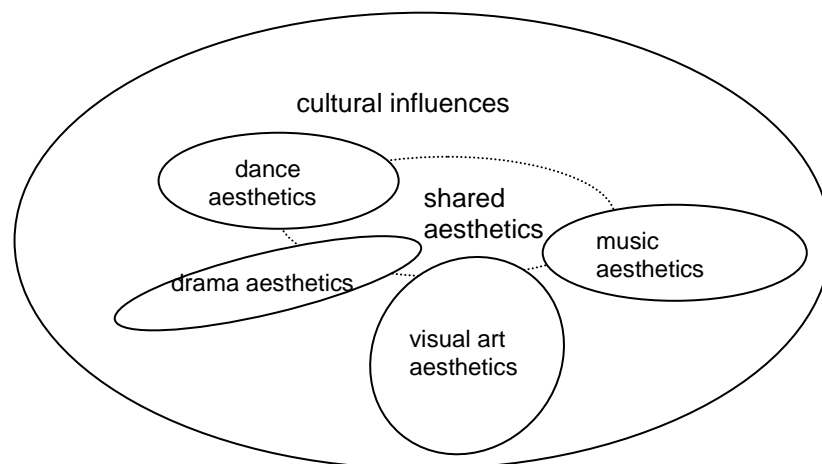 cultural influences
dance
aesthetics
shared
aesthetics
music
aesthetics
drama aesthetics
visual art
aesthetics